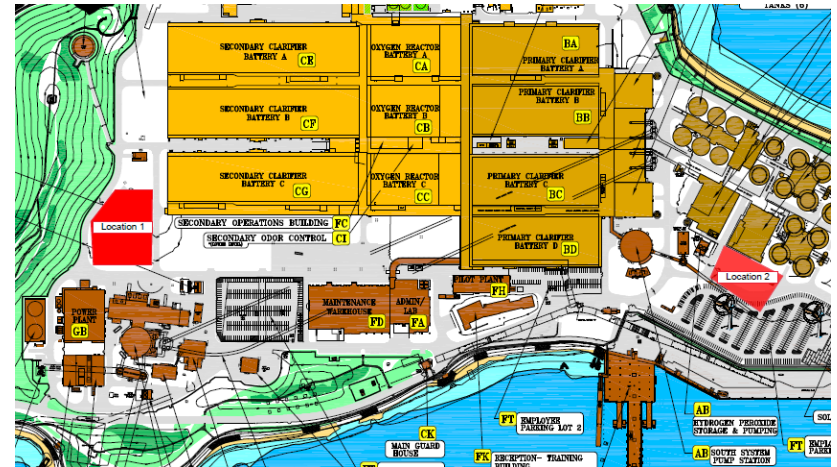 TANKS (8)
SECONDARY CLARIFIER
BATTERY A
CE
OXYGEN REACTOR
BATTERY A
CA
BA
PRIMARY CLARIFIER
BATTERY A
SECONDARY CLARIFIER
BATTERY B
CF
OXYGEN REACTOR
BATTERY B
CB
PRIMARY CLARIFIER
BATTERY B
BB
SECONDARY CLARIFIER
BATTERY C
CG
OXYGEN REACTOR
BATTERY C
CC
PRIMARY CLARIFIER
BATTERY C
BC
Location 1
SECONDARY OPERATIONS BUILDING FC
SECONDARY ODOR CONTROL CI
PRIMARY CLARIFIER
BATTERY D
BD
Location 2
POWER
PLANT
GB
MAINTENANCE
WAREHOUSE
FD
ADMIN/
LAB
FA
PILOT PLANT
FH
CK
MAIN GUARD
HOUSE
FT EMPLOYEE
PARKING LOT 2
FK RECEPTION- TRAINING
BUILDING
AB
HYDROGEN PEROXIDE
STORAGE & PUMPING
AB SOUTH SYSTEM
PUMP STATION
SOL
FT EMPLO
PARK